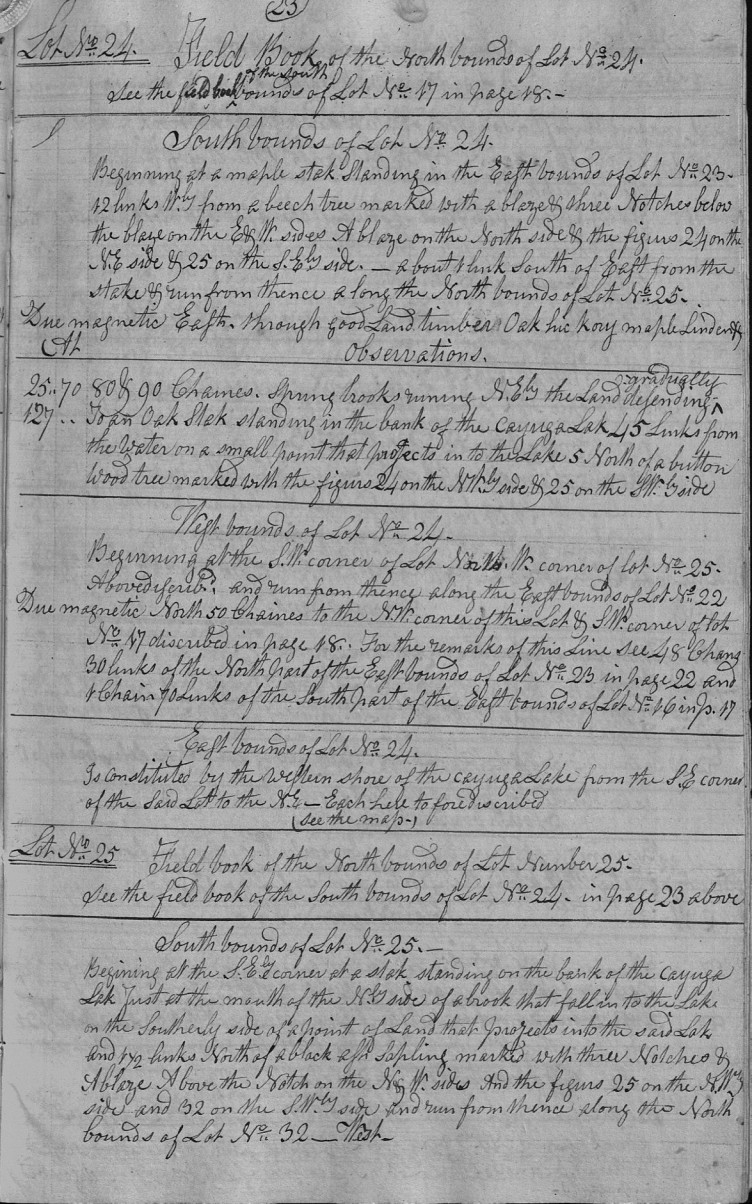 23
Lot No 24. Field Book of the North bounds of Lot No 24.
of the South
See the field book bounds of Lot No 17 in page 18. -
South bounds of Lot No 24.
Beginning at a maple stak standing in the East bounds of Lot No 23-
12 links Wly from a beech tree marked with a blaze & three Notches below
the blaze on the E & W. sides A blaze on the North side & the figurs 24 on the
N.E side & 25 on the S.Ely side. - about 1 link South of East from the
stake & run from thence along the North bounds of Lot No 25.
Due magnetic East. through good Land timber Oak hickory maple Linden &
At Observations.
gradually
25..70 80 & 90 Chaines. Spring brooks runing N.Ely the Land desending ^
127.. To an Oak Stak standing in the bank of the Cayuga Lak 45 Links from
the Water on a small point that projects in to the Lake 5 North of a button
Wood tree marked with the figurs 24 on the NWly side & 25 on the SWly side
West bounds of Lot No 24.
Beginning at the S.W. corner of Lot W. corner of lot No 25.
Above discribd. and run from thence along the East bounds of Lot No 22
Due magnetic North 50 Chaines to the N.W. corner of this Lot & S.W. corner of lot
No 17 discribed in page 18. For the remarks of this Line see 48 Chans
30 links of the North part of the East bounds of Lot No 23 in page 22 and
1 Chain 70 Links of the South part of the East bounds of Lot No 16 in p. 17
East bounds of Lot No 24.
Is constituted by the western shore of the cayuga Lake from the S.E corner
of the Said Lott to the N.E - Each here to fore discribed
(see the map-)
Lot No 25 Field book of the North bounds of Lot Number 25-
See the field book of the South bounds of Lot No 24- in page 23 above
South bounds of Lot No 25.-
Begining at the S.Ely corner at a stak standing on the bank of the Cayuga
Lak Just at the mouth of the Nly side of a brook that fall in to the Lake
on the Southerly side of a point of Land that projects into the said Lak
and links North of a black ash Sapling marked with three Notches &
A blaze Above the Notch on the N & W. sides And the figurs 25 on the NWly
side and 32 on the S.Wly side and run from thence along the North
bounds of Lot No 32 - West-